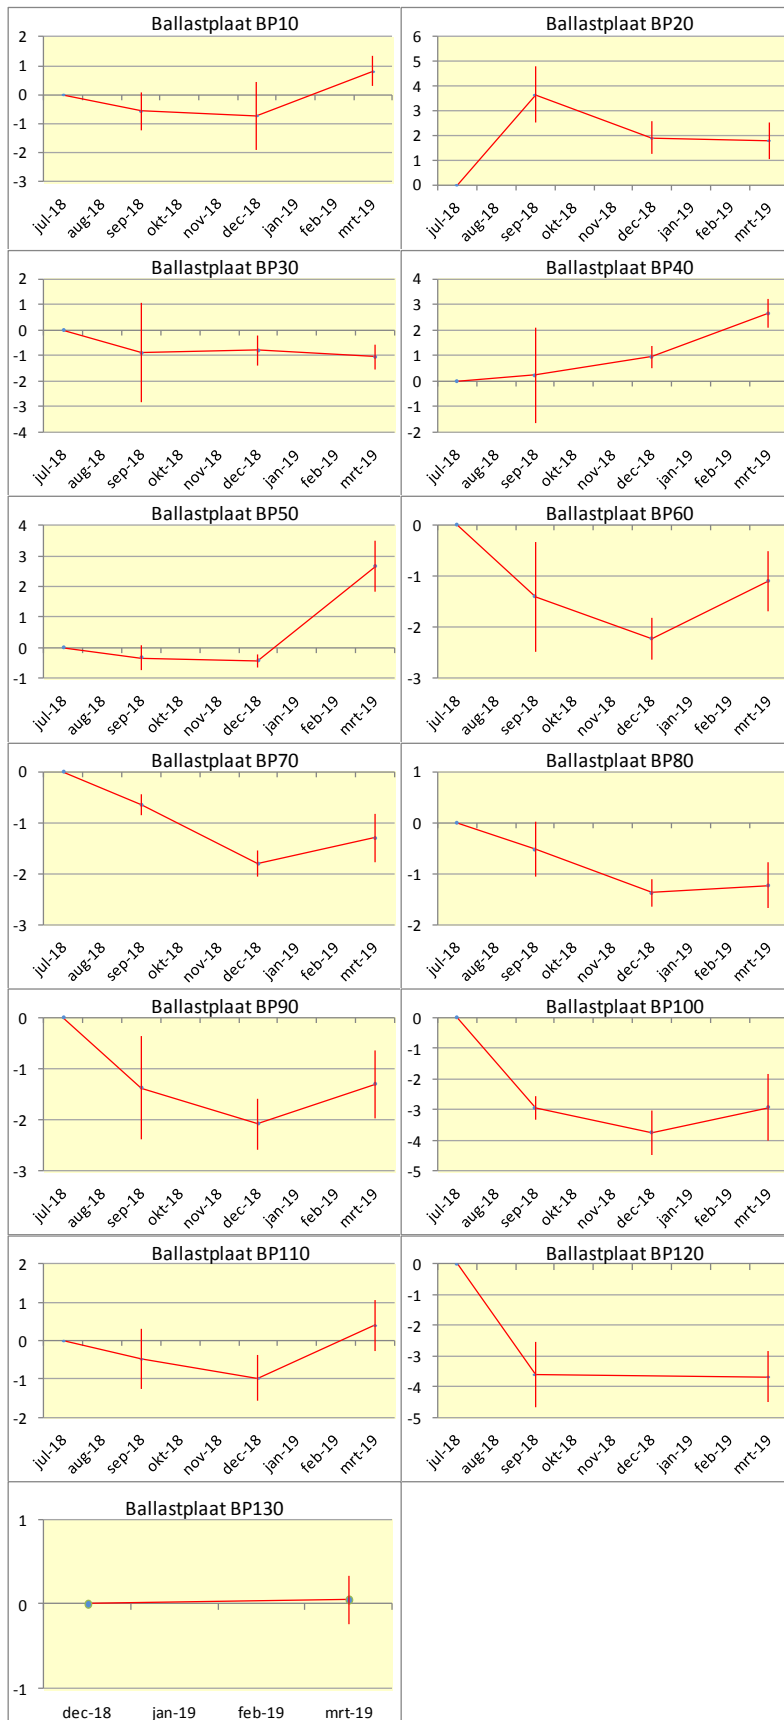 Ballastplaat BP10
2
1
0
-1
-2
-3
jul-18 aug-18 sep-18 okt-18 nov-18 dec-18 jan-19 feb-19 mrt-19
Ballastplaat BP20
6
5
4
3
2
1
0
jul-18 aug-18 sep-18 okt-18 nov-18 dec-18 jan-19 feb-19 mrt-19
Ballastplaat BP30
2
1
0
-1
-2
-3
-4
jul-18 aug-18 sep-18 okt-18 nov-18 dec-18 jan-19 feb-19 mrt-19
Ballastplaat BP40
4
3
2
1
0
-1
-2
jul-18 aug-18 sep-18 okt-18 nov-18 dec-18 jan-19 feb-19 mrt-19
Ballastplaat BP50
4
3
2
1
0
-1
jul-18 aug-18 sep-18 okt-18 nov-18 dec-18 jan-19 feb-19 mrt-19
Ballastplaat BP60
0
-1
-2
-3
jul-18 aug-18 sep-18 okt-18 nov-18 dec-18 jan-19 feb-19 mrt-19
Ballastplaat BP70
0
-1
-2
-3
jul-18 aug-18 sep-18 okt-18 nov-18 dec-18 jan-19 feb-19 mrt-19
Ballastplaat BP80
1
0
-1
-2
jul-18 aug-18 sep-18 okt-18 nov-18 dec-18 jan-19 feb-19 mrt-19
Ballastplaat BP90
0
-1
-2
-3
jul-18 aug-18 sep-18 okt-18 nov-18 dec-18 jan-19 feb-19 mrt-19
Ballastplaat BP100
0
-1
-2
-3
-4
-5
jul-18 aug-18 sep-18 okt-18 nov-18 dec-18 jan-19 feb-19 mrt-19
Ballastplaat BP110
2
1
0
-1
-2
jul-18 aug-18 sep-18 okt-18 nov-18 dec-18 jan-19 feb-19 mrt-19
Ballastplaat BP120
0
-1
-2
-3
-4
-5
jul-18 aug-18 sep-18 okt-18 nov-18 dec-18 jan-19 feb-19 mrt-19
Ballastplaat BP130
1
0
-1
dec-18 jan-19 feb-19 mrt-19